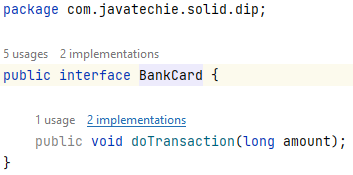 package com.javatechie.solid.dip;
5 usages 2 implementations
public interface BankCard {
1 usage 2 implementations
public void doTransaction(long amount);
}